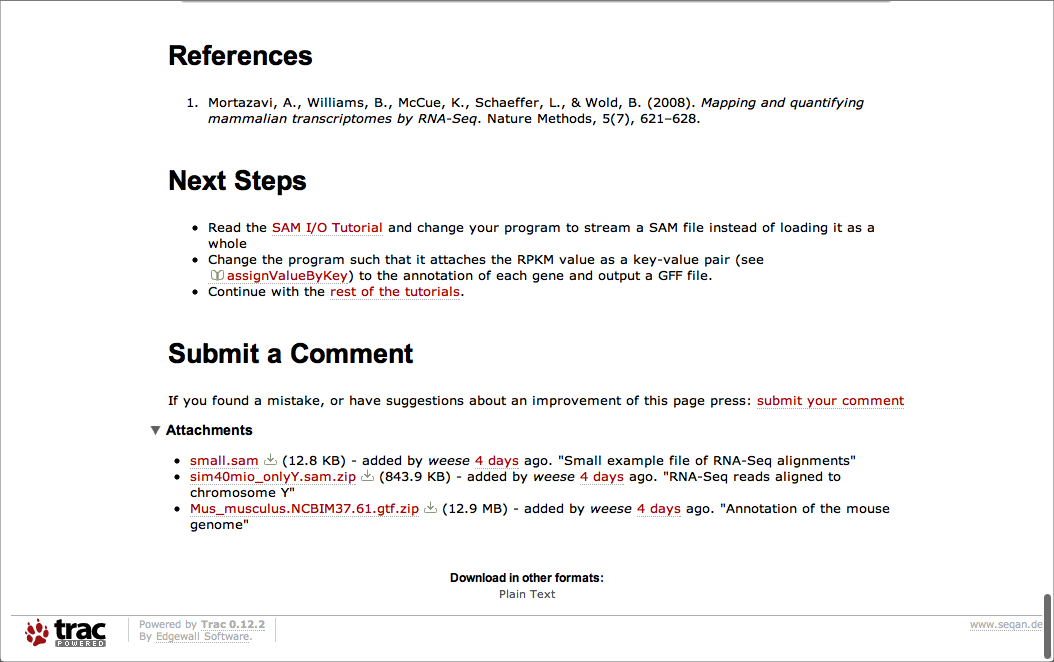 References
1. Mortazavi, A., Williams, B., McCue, K., Schaeffer, L., & Wold, B. (2008). Mapping and quantifying
mammalian transcriptomes by RNA-Seq. Nature Methods, 5(7), 621–628.
Next Steps
• Read the SAM I/O Tutorial and change your program to stream a SAM file instead of loading it as a
whole
• Change the program such that it attaches the RPKM value as a key-value pair (see
assignValueByKey) to the annotation of each gene and output a GFF file.
• Continue with the rest of the tutorials.
Submit a Comment
If you found a mistake, or have suggestions about an improvement of this page press: submit your comment
▼ Attachments
• small.sam (12.8 KB) - added by weese 4 days ago. "Small example file of RNA-Seq alignments"
• sim40mio_onlyY.sam.zip (843.9 KB) - added by weese 4 days ago. "RNA-Seq reads aligned to
chromosome Y"
• Mus_musculus.NCBIM37.61.gtf.zip (12.9 MB) - added by weese 4 days ago. "Annotation of the mouse
genome"
Download in other formats:
Plain Text
trac
POWERED
Powered by Trac 0.12.2
By Edgewall Software.
www.seqan.de